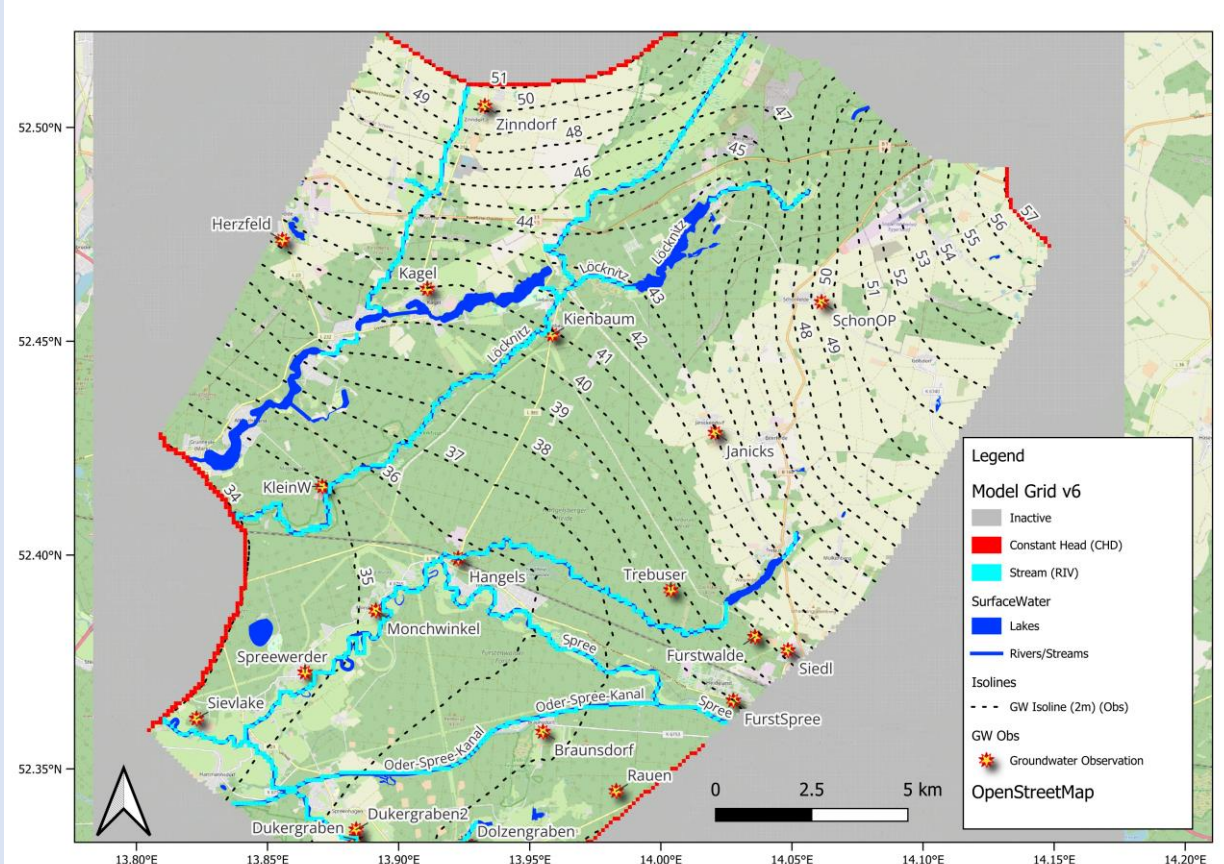 51
49
50
Zinndorf
48
47
45
46
52.50°N
44
Herzfeld
57
56
55
54
53
52
51
50
Löcknitz
Löcknitz
Kagel
43
SchonOP
Kienbaum
49
48
42
Löcknitz
41
52.45°N
40
39
38
Janicks
37
36
KleinW
34
52.40°N
35
Hangels
Trebuser
Monchwinkel
Spree
Furstwalde
Siedl
Spreewerder
Sievlake
Oder-Spree-Kanal
Spree
FurstSpree
Braunsdorf
Oder-Spree-Kanal
52.35°N
Rauen
Dukergraben2
Dukergraben
Dolzengraben
0 2.5 5 km
Legend
Model Grid v6
Inactive
Constant Head (CHD)
Stream (RIV)
SurfaceWater
Lakes
Rivers/Streams
Isolines
GW Isoline (2m) (Obs)
GW Obs
Groundwater Observation
OpenStreetMap
13.80°E 13.85°E 13.90°E 13.95°E 14.00°E 14.05°E 14.10°E 14.15°E 14.20°E